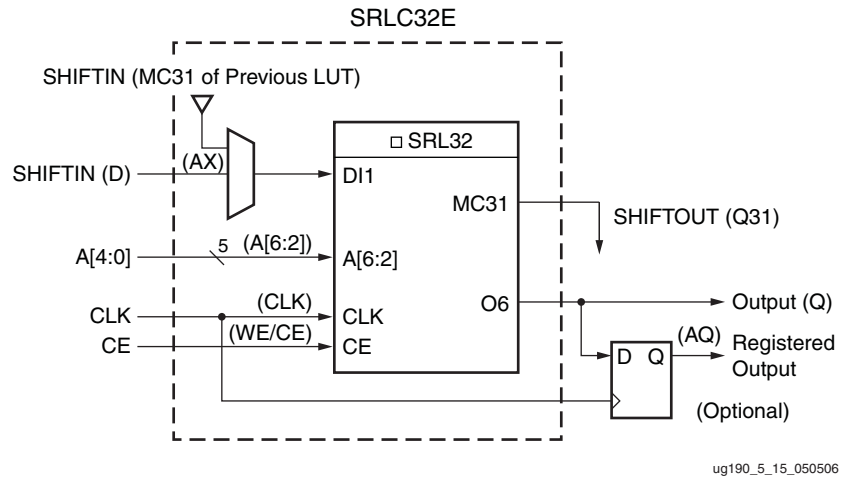 SRLC32E
SHIFTIN (MC31 of Previous LUT)
SRL32
(AX)
SHIFTIN (D)
DI1
MC31
SHIFTOUT (Q31)
A[4:0]
5
(A[6:2])
A[6:2]
CLK
(CLK)
CLK
O6
Output (Q)
CE
(WE/CE)
CE
D Q
(AQ)
Registered
Output
(Optional)
ug190_5_15_050506